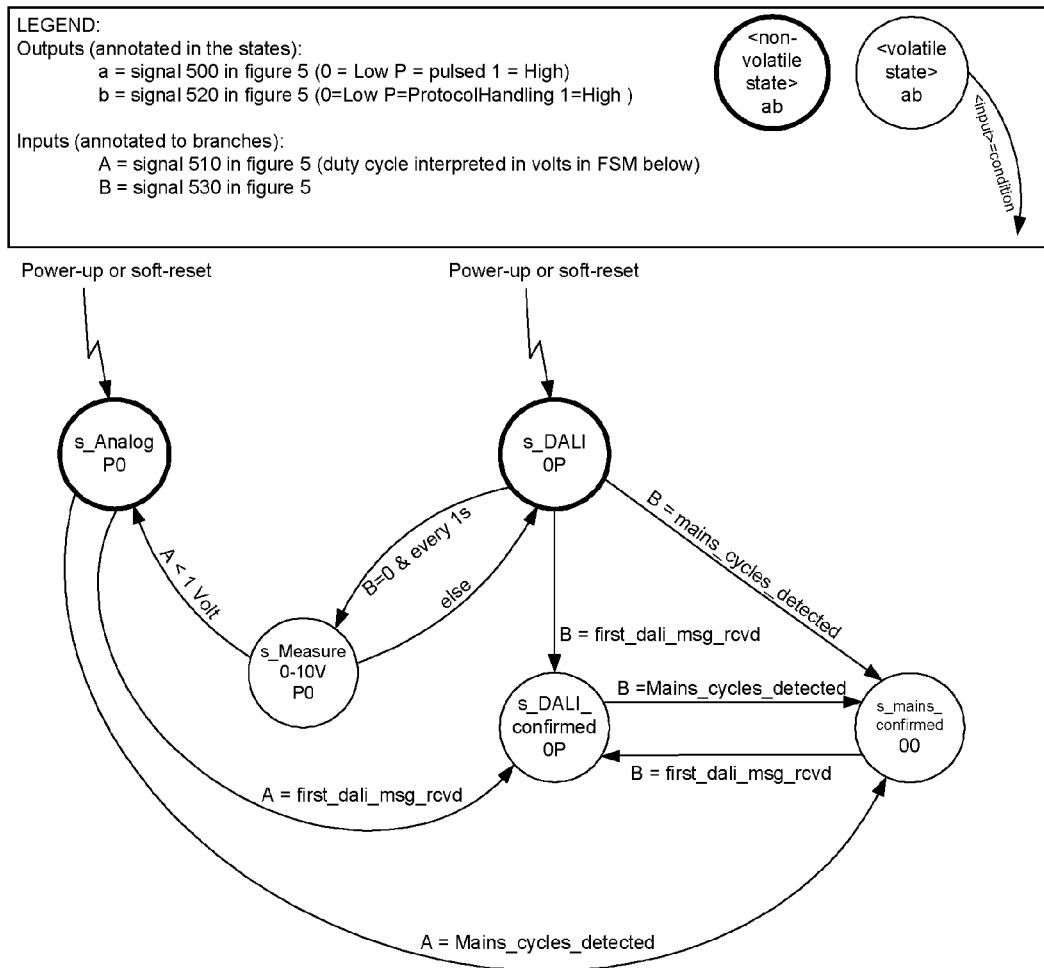 LEGEND:
Outputs (annotated in the states):
a = signal 500 in figure 5 (0 = Low P = pulsed 1 = High)
b = signal 520 in figure 5 (0=Low P=ProtocolHandling 1=High )
Inputs (annotated to branches):
A = signal 510 in figure 5 (duty cycle interpreted in volts in FSM below)
B = signal 530 in figure 5
<non-
volatile
state>
ab
<volatile
state>
ab
<input>=condition
Power-up or soft-reset
Power-up or soft-reset
s_Analog
P0
s_DALI
0P
A < 1 Volt
B=0 & every 1s
else
B = mains_cycles_detected
B = first_dali_msg_rcvd
s_Measure
0-10V
P0
s_DALI_
confirmed
0P
B =Mains_cycles_detected
s_mains_
confirmed
00
B = first_dali_msg_rcvd
A = first_dali_msg_rcvd
A = Mains_cycles_detected